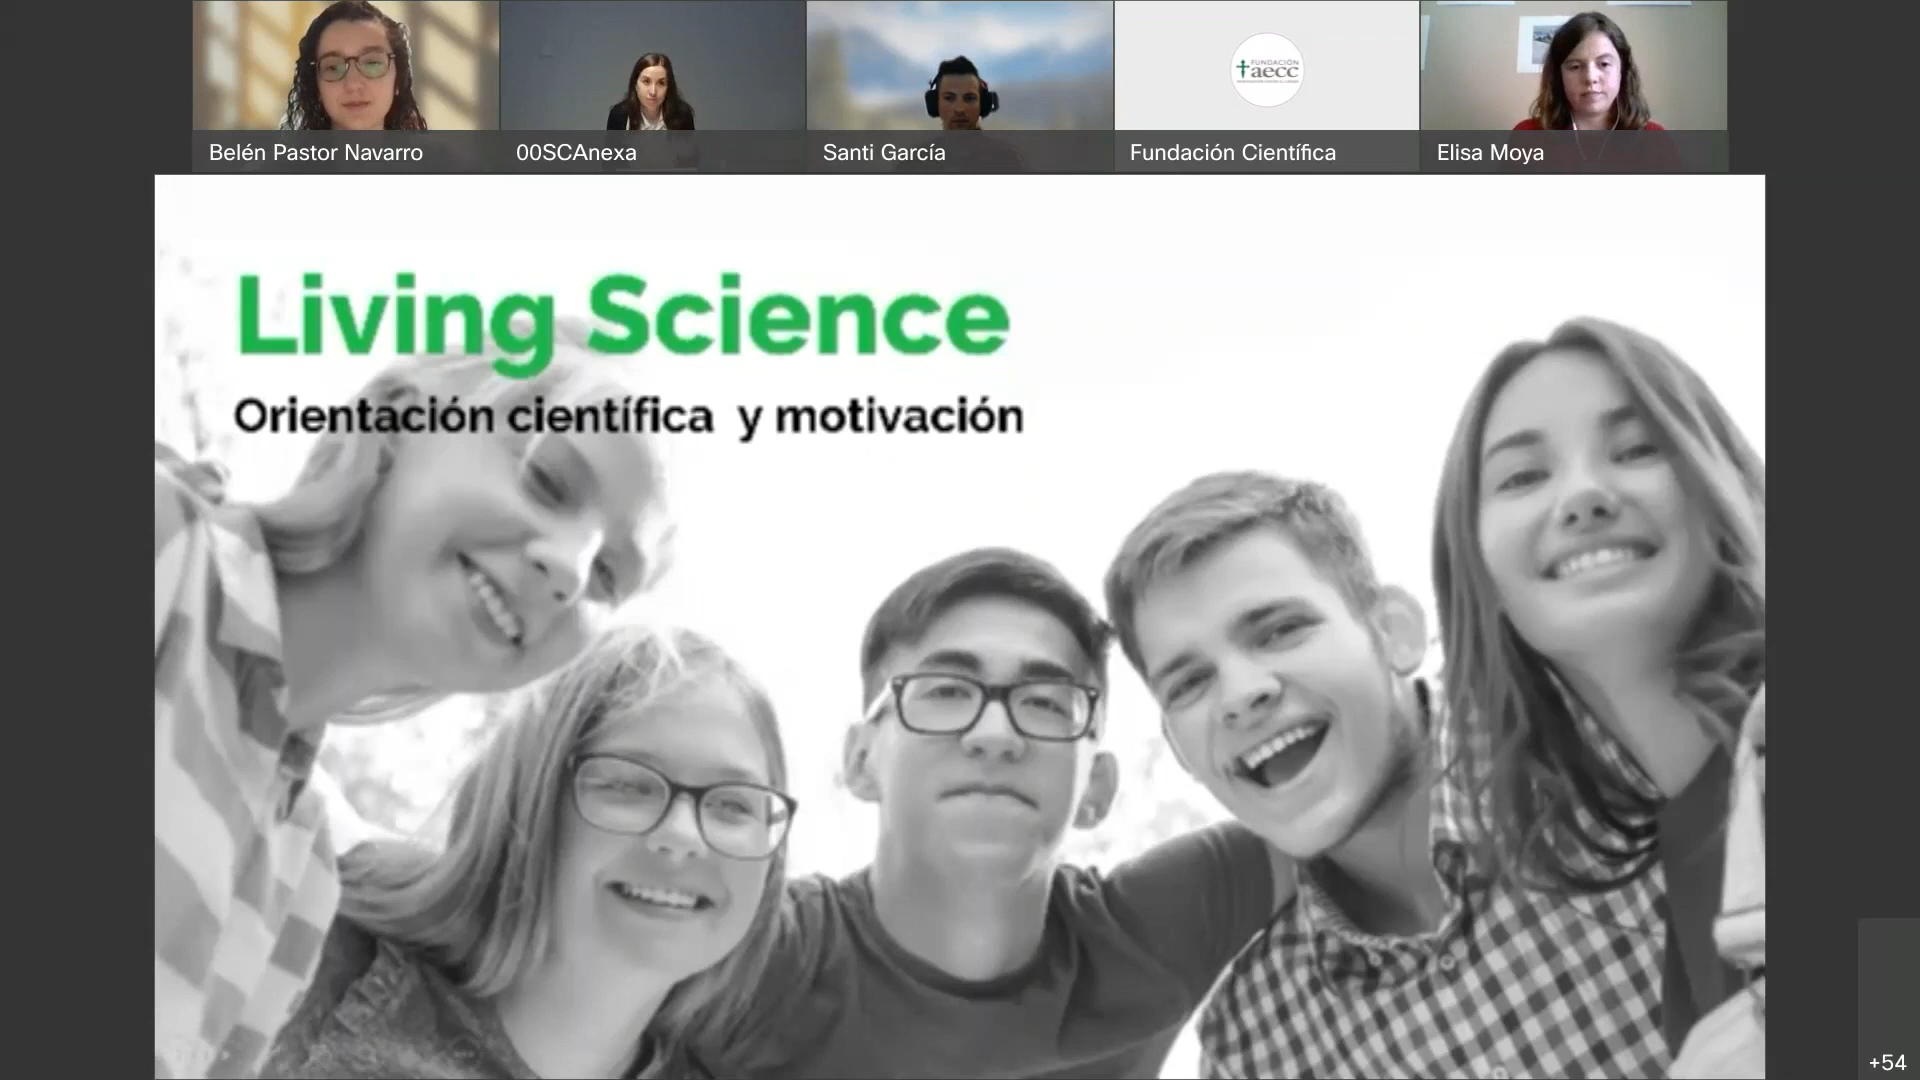 Belén Pastor Navarro
00SCAnexa
Santi García
FUNDACIÓN
aecc
Fundación Científica
Elisa Moya
Living Science
Orientación científica y motivación
+54